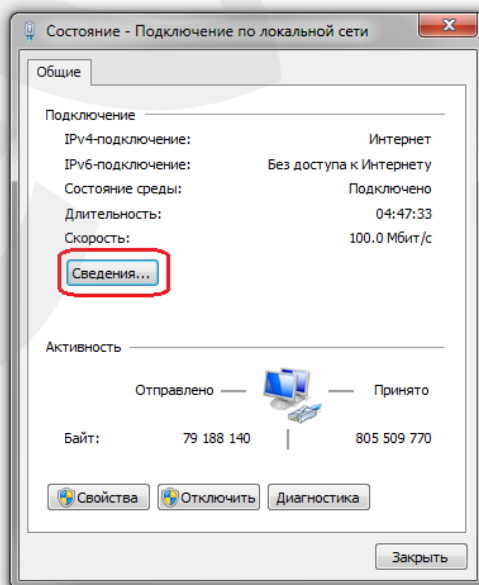 Состояние - Подключение по локальной сети
Общие
Подключение
IPv4-подключение: Интернет
IPv6-подключение: Без доступа к Интернету
Состояние среды: Подключено
Длительность: 04:47:33
Скорость: 100.0 Мбит/с
Сведения...
Активность
Отправлено — — Принято
Байт: 79 188 140 | 805 509 770
Свойства Отключить Диагностика
Закрыть